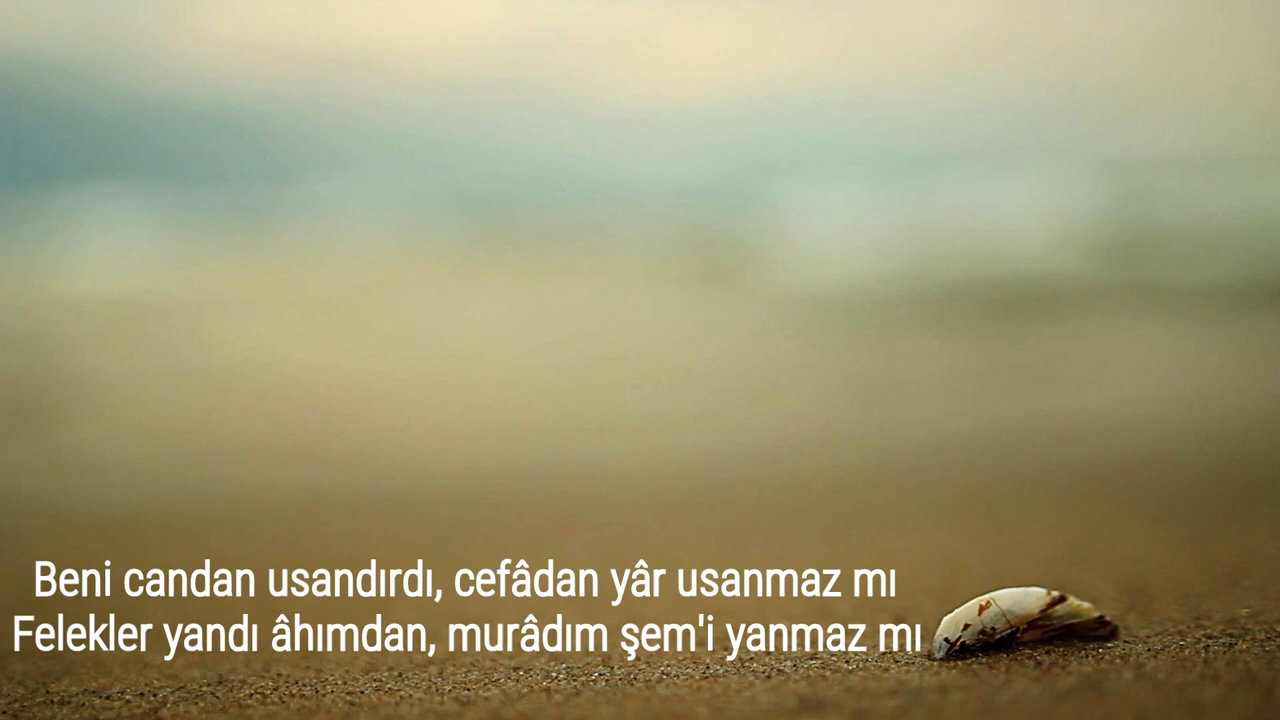 Beni candan usandırdı, cefâdan yâr usanmaz mı
Felekler yandı âhımdan, murâdım şem'i yanmaz mı